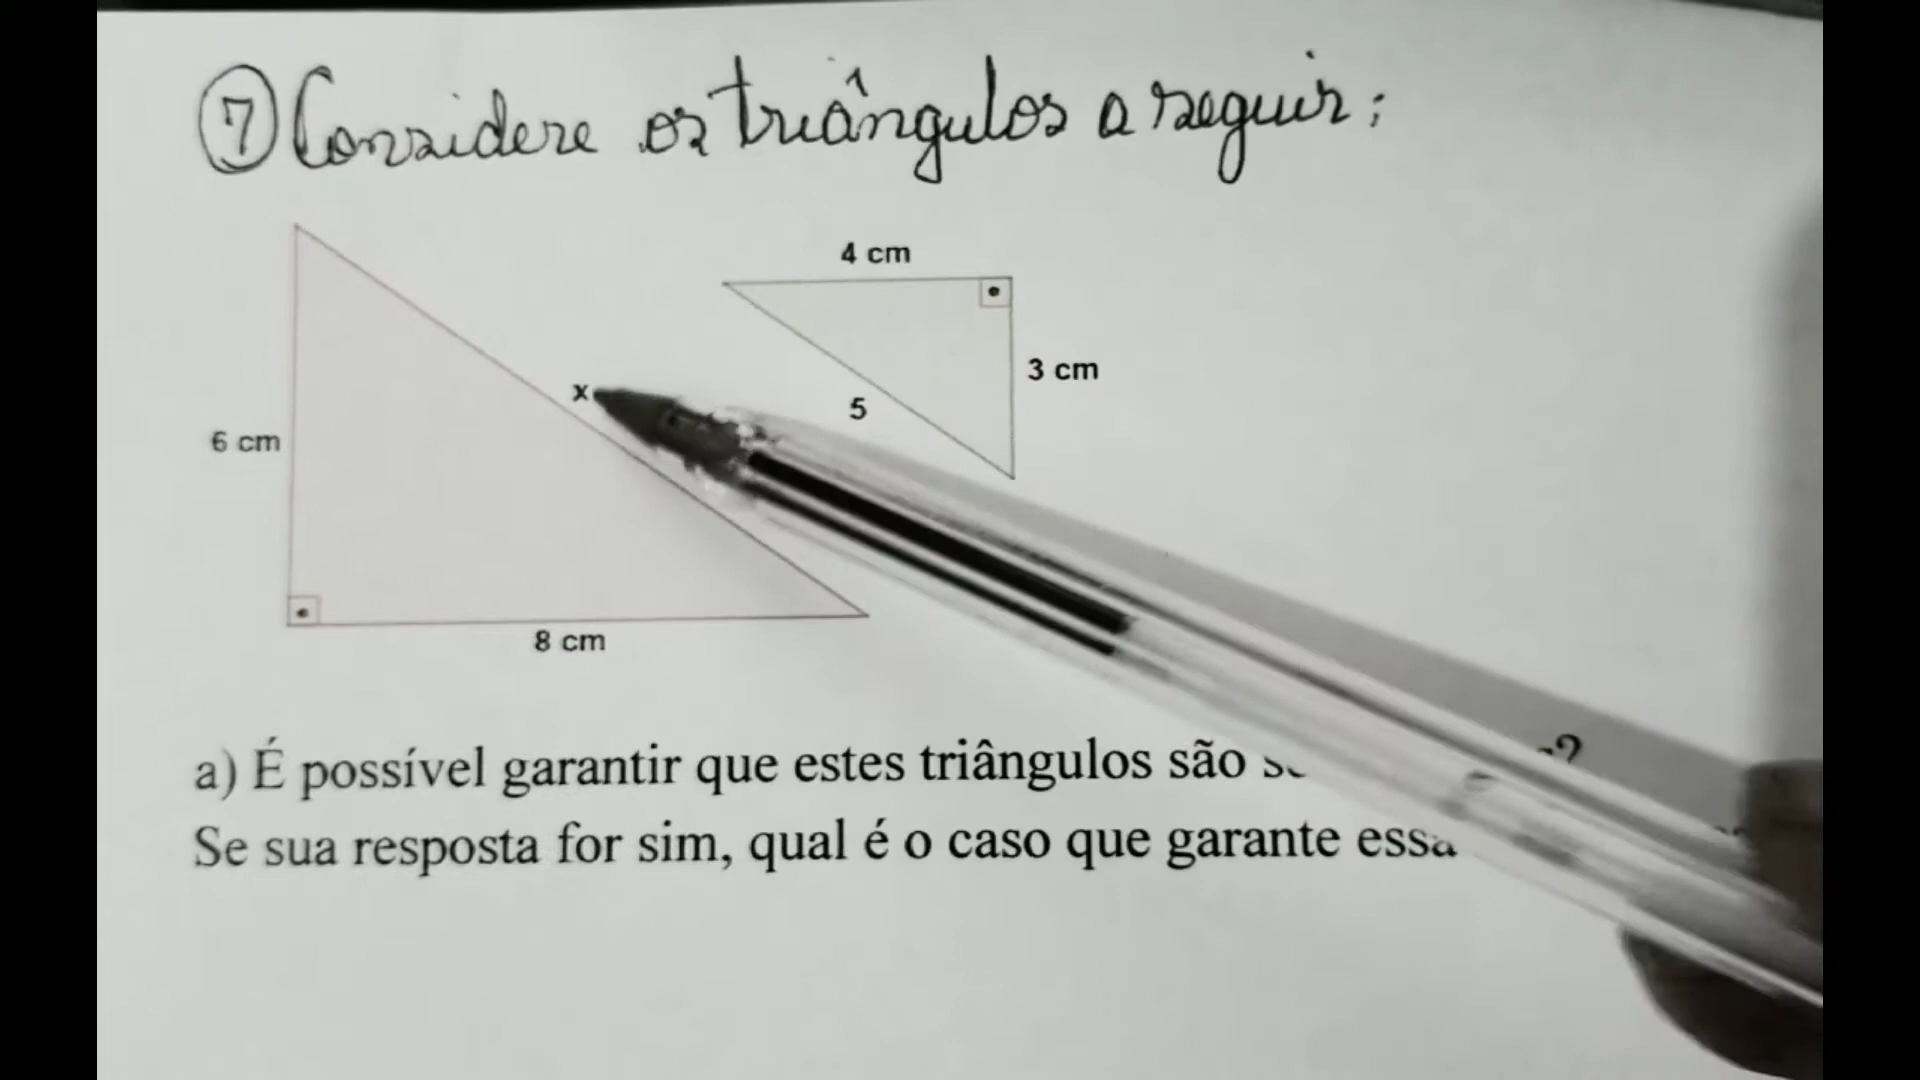 7 Considere os triângulos a seguir:
4 cm
3 cm
x
5
6 cm
8 cm
a) É possível garantir que estes triângulos são
Se sua resposta for sim, qual é o caso que garante essa